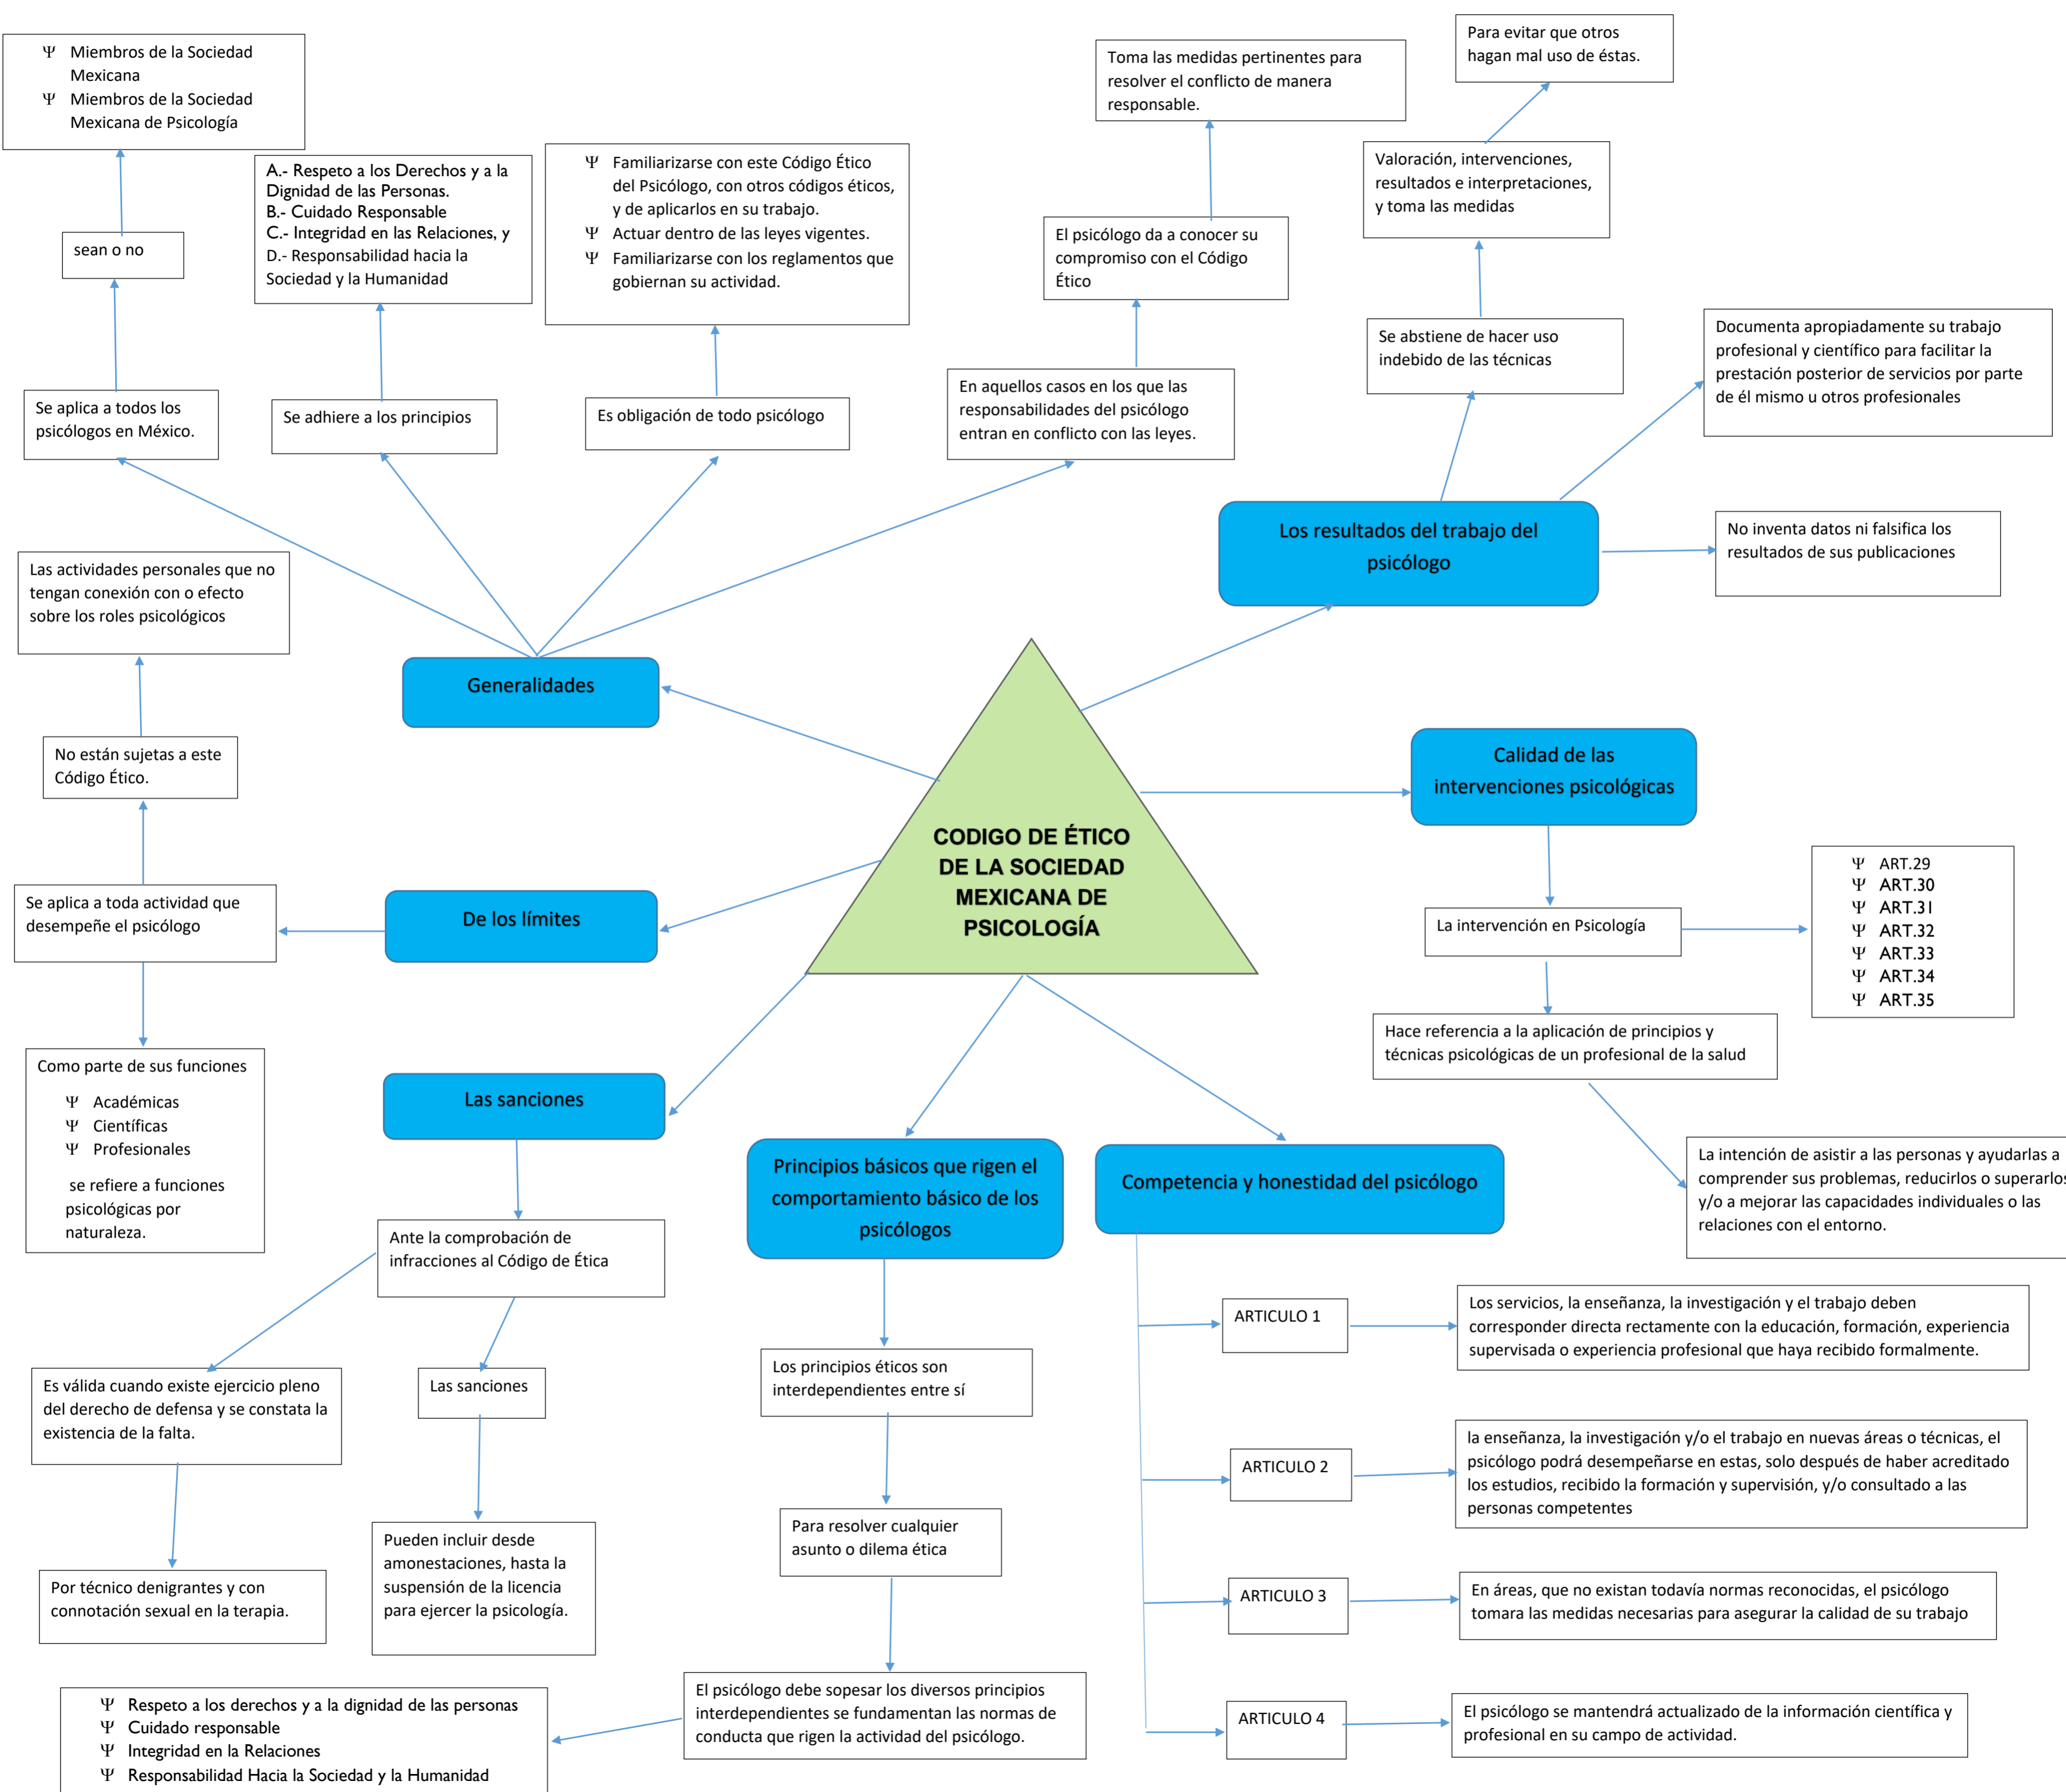 Ψ Miembros de la Sociedad
Mexicana
Ψ Miembros de la Sociedad
Mexicana de Psicología
sean o no
Se aplica a todos los
psicólogos en México.
A.- Respeto a los Derechos y a la
Dignidad de las Personas.
B.- Cuidado Responsable
C.- Integridad en las Relaciones, y
D.- Responsabilidad hacia la
Sociedad y la Humanidad
Se adhiere a los principios
Ψ Familiarizarse con este Código Ético
del Psicólogo, con otros códigos éticos,
y de aplicarlos en su trabajo.
Ψ Actuar dentro de las leyes vigentes.
Ψ Familiarizarse con los reglamentos que
gobiernan su actividad.
Es obligación de todo psicólogo
Toma las medidas pertinentes para
resolver el conflicto de manera
responsable.
El psicólogo da a conocer su
compromiso con el Código
Ético
En aquellos casos en los que las
responsabilidades del psicólogo
entran en conflicto con las leyes.
Para evitar que otros
hagan mal uso de éstas.
Valoración, intervenciones,
resultados e interpretaciones,
y toma las medidas
Se abstiene de hacer uso
indebido de las técnicas
Documenta apropiadamente su trabajo
profesional y científico para facilitar la
prestación posterior de servicios por parte
de él mismo u otros profesionales
Los resultados del trabajo del
psicólogo
No inventa datos ni falsifica los
resultados de sus publicaciones
Generalidades
Las actividades personales que no
tengan conexión con o efecto
sobre los roles psicológicos
No están sujetas a este
Código Ético.
Se aplica a toda actividad que
desempeñe el psicólogo
De los límites
Como parte de sus funciones
Ψ Académicas
Ψ Científicas
Ψ Profesionales
se refiere a funciones
psicológicas por
naturaleza.
CODIGO DE ÉTICO
DE LA SOCIEDAD
MEXICANA DE
PSICOLOGÍA
Calidad de las
intervenciones psicológicas
La intervención en Psicología
Ψ ART.29
Ψ ART.30
Ψ ART.31
Ψ ART.32
Ψ ART.33
Ψ ART.34
Ψ ART.35
Hace referencia a la aplicación de principios y
técnicas psicológicas de un profesional de la salud
La intención de asistir a las personas y ayudarlas a
comprender sus problemas, reducirlos o superarlos
y/o a mejorar las capacidades individuales o las
relaciones con el entorno.
Las sanciones
Ante la comprobación de
infracciones al Código de Ética
Es válida cuando existe ejercicio pleno
del derecho de defensa y se constata la
existencia de la falta.
Por técnico denigrantes y con
connotación sexual en la terapia.
Las sanciones
Pueden incluir desde
amonestaciones, hasta la
suspensión de la licencia
para ejercer la psicología.
Principios básicos que rigen el
comportamiento básico de los
psicólogos
Los principios éticos son
interdependientes entre sí
Para resolver cualquier
asunto o dilema ética
El psicólogo debe sopesar los diversos principios
interdependientes se fundamentan las normas de
conducta que rigen la actividad del psicólogo.
Ψ Respeto a los derechos y a la dignidad de las personas
Ψ Cuidado responsable
Ψ Integridad en la Relaciones
Ψ Responsabilidad Hacia la Sociedad y la Humanidad
Competencia y honestidad del psicólogo
ARTICULO 1
Los servicios, la enseñanza, la investigación y el trabajo deben
corresponder directa rectamente con la educación, formación, experiencia
supervisada o experiencia profesional que haya recibido formalmente.
ARTICULO 2
la enseñanza, la investigación y/o el trabajo en nuevas áreas o técnicas, el
psicólogo podrá desempeñarse en estas, solo después de haber acreditado
los estudios, recibido la formación y supervisión, y/o consultado a las
personas competentes
ARTICULO 3
En áreas, que no existan todavía normas reconocidas, el psicólogo
tomara las medidas necesarias para asegurar la calidad de su trabajo
ARTICULO 4
El psicólogo se mantendrá actualizado de la información científica y
profesional en su campo de actividad.